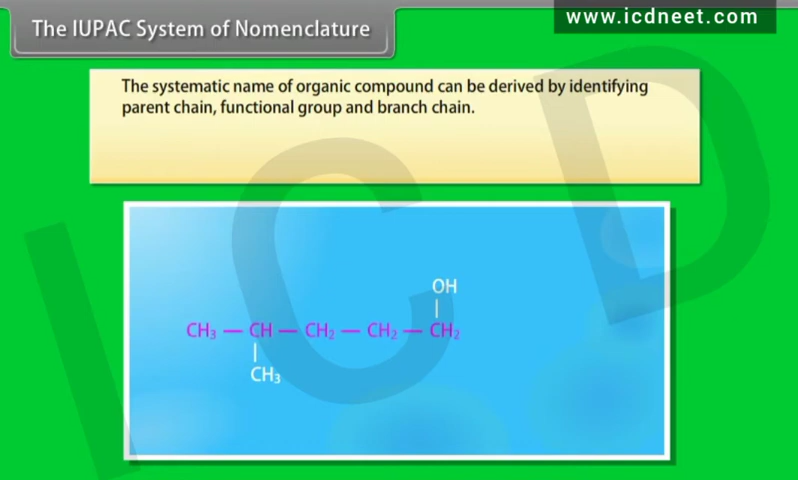 The IUPAC System of Nomenclature
www.icdneet.com
The systematic name of organic compound can be derived by identifying
parent chain, functional group and branch chain.
OH
|
CH₃ — CH — CH₂ — CH₂ — CH₂
|
CH₃
I C D